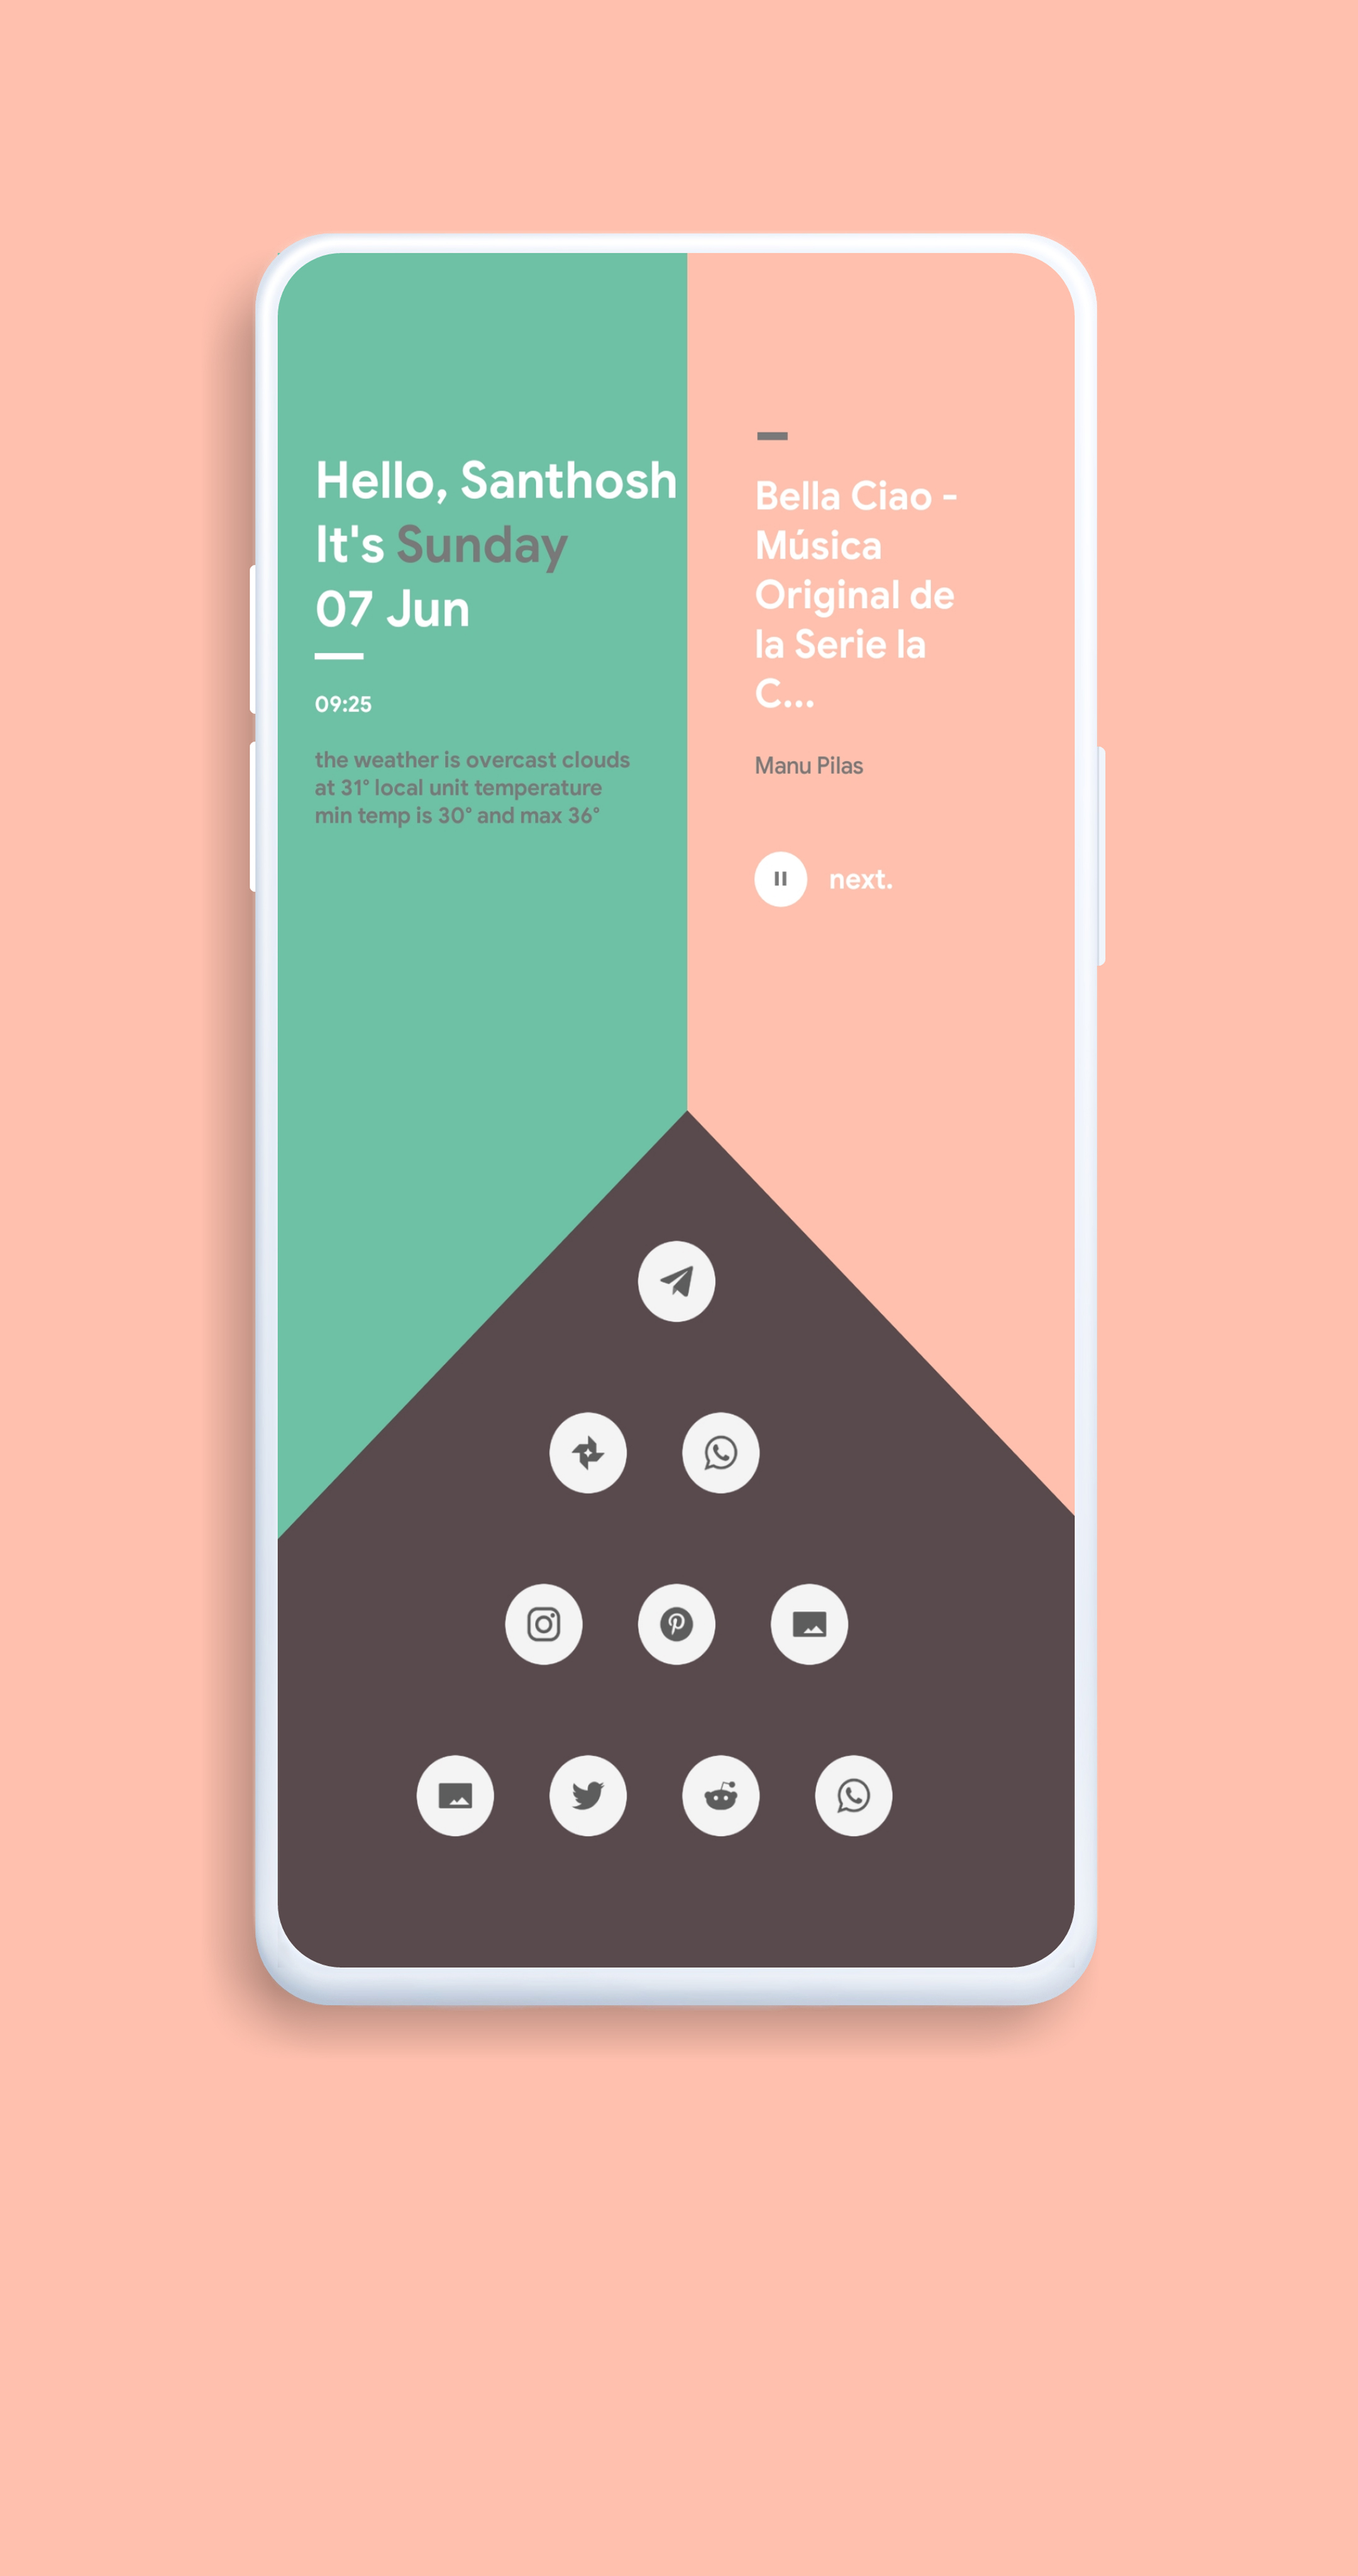 Hello, Santhosh
It's Sunday
07 Jun
09:25
the weather is overcast clouds
at 31° local unit temperature
min temp is 30° and max 36°
Bella Ciao -
Música
Original de
la Serie la
C...
Manu Pilas
next.